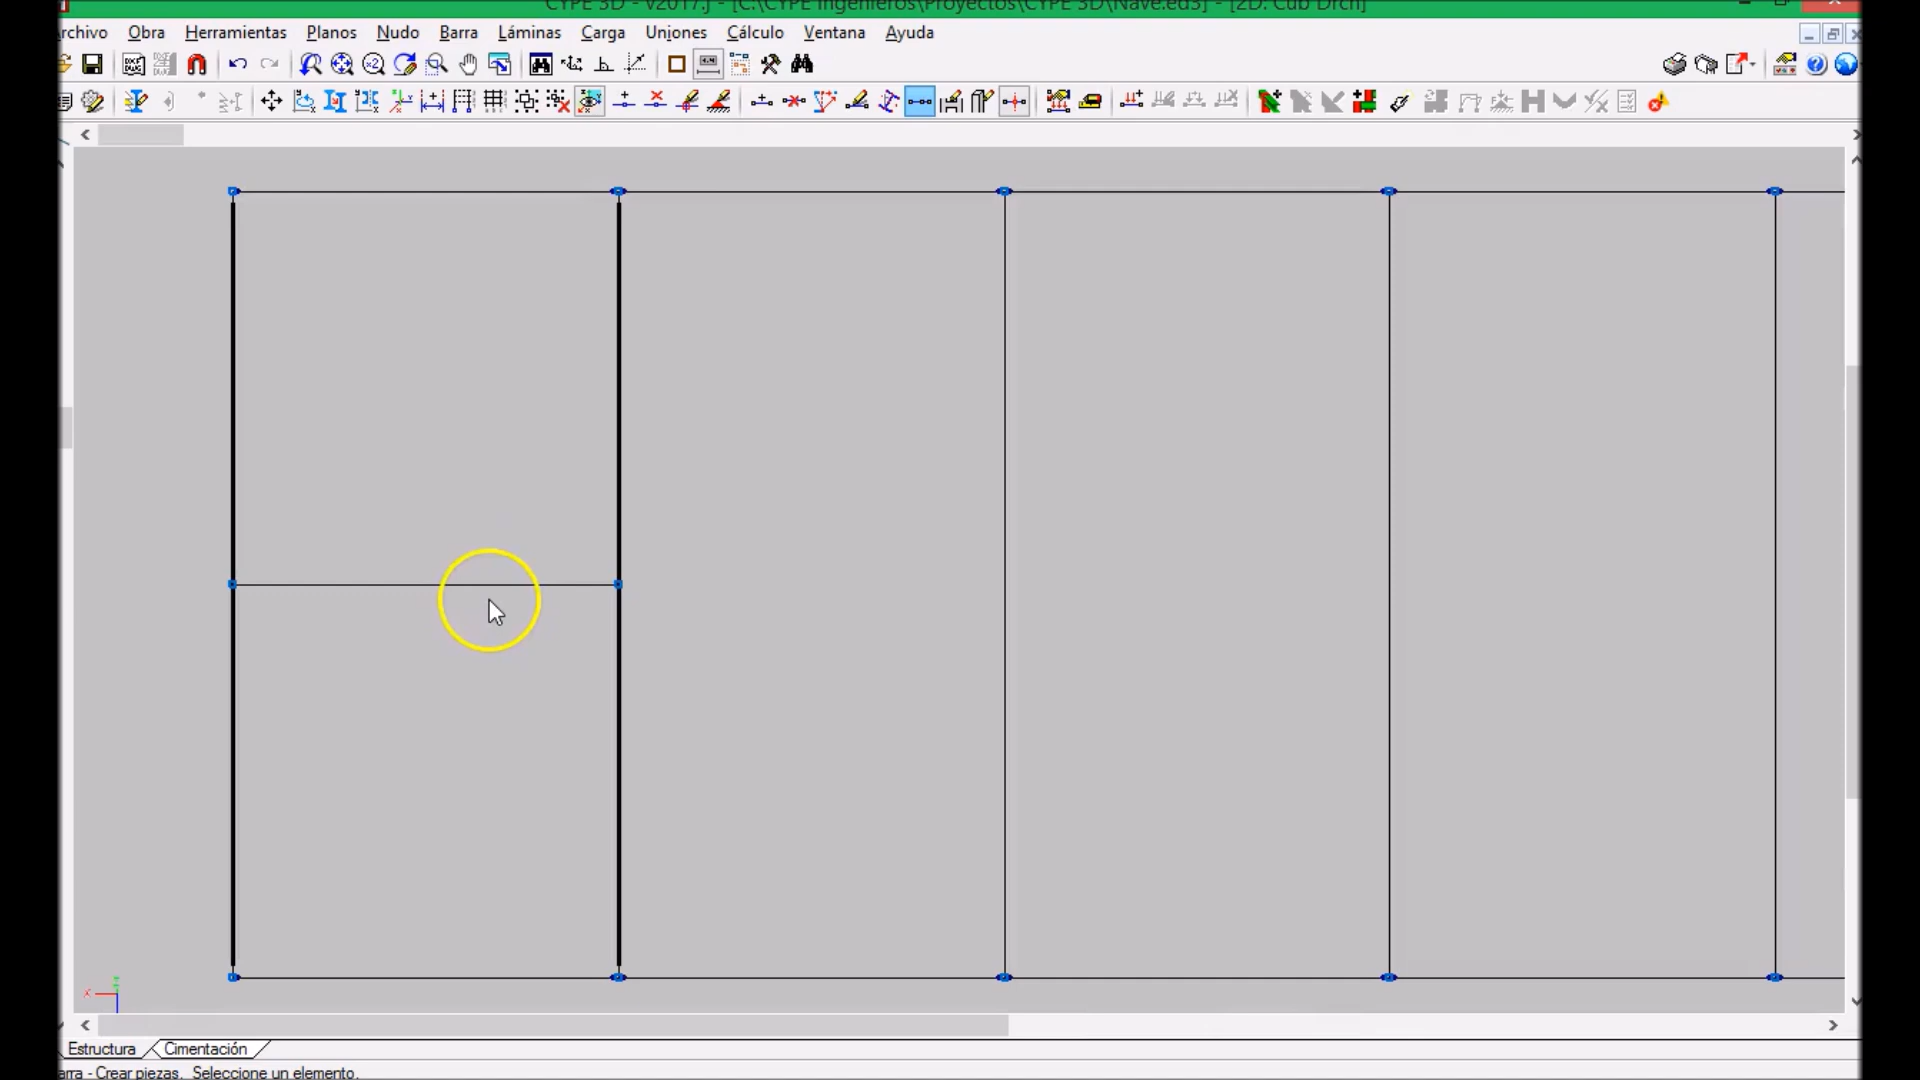 CYPE 3D - v2017.j - [C:\CYPE Ingenieros\Proyectos\CYPE 3D\Nave.ed3] - [2D: Cub Drch]
rchivo Obra Herramientas Planos Nudo Barra Láminas Carga Uniones Cálculo Ventana Ayuda
Estructura Cimentación
arra - Crear piezas. Seleccione un elemento.